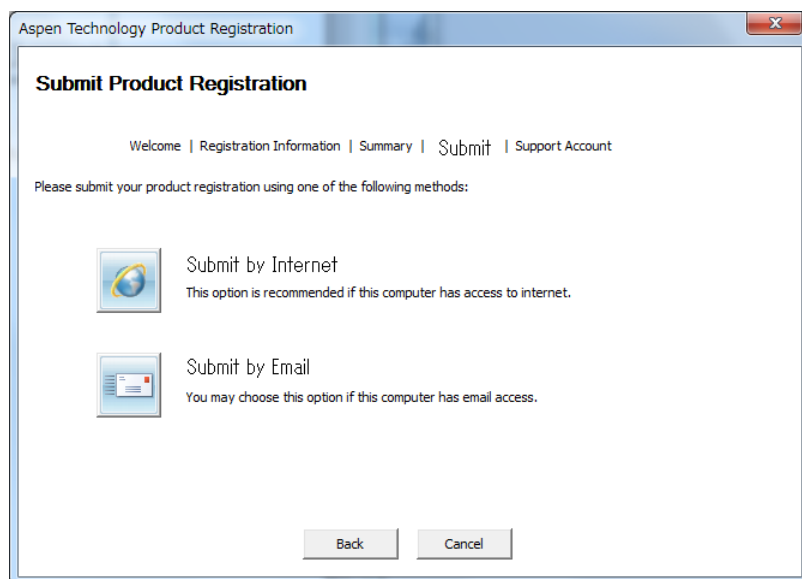 Aspen Technology Product Registration
X
Submit Product Registration
Welcome | Registration Information | Summary | Submit | Support Account
Please submit your product registration using one of the following methods:
Submit by Internet
This option is recommended if this computer has access to internet.
Submit by Email
You may choose this option if this computer has email access.
Back Cancel